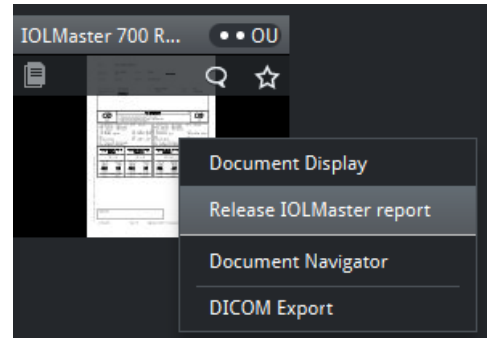 IOLMaster 700 R... OU
Document Display
Release IOLMaster report
Document Navigator
DICOM Export